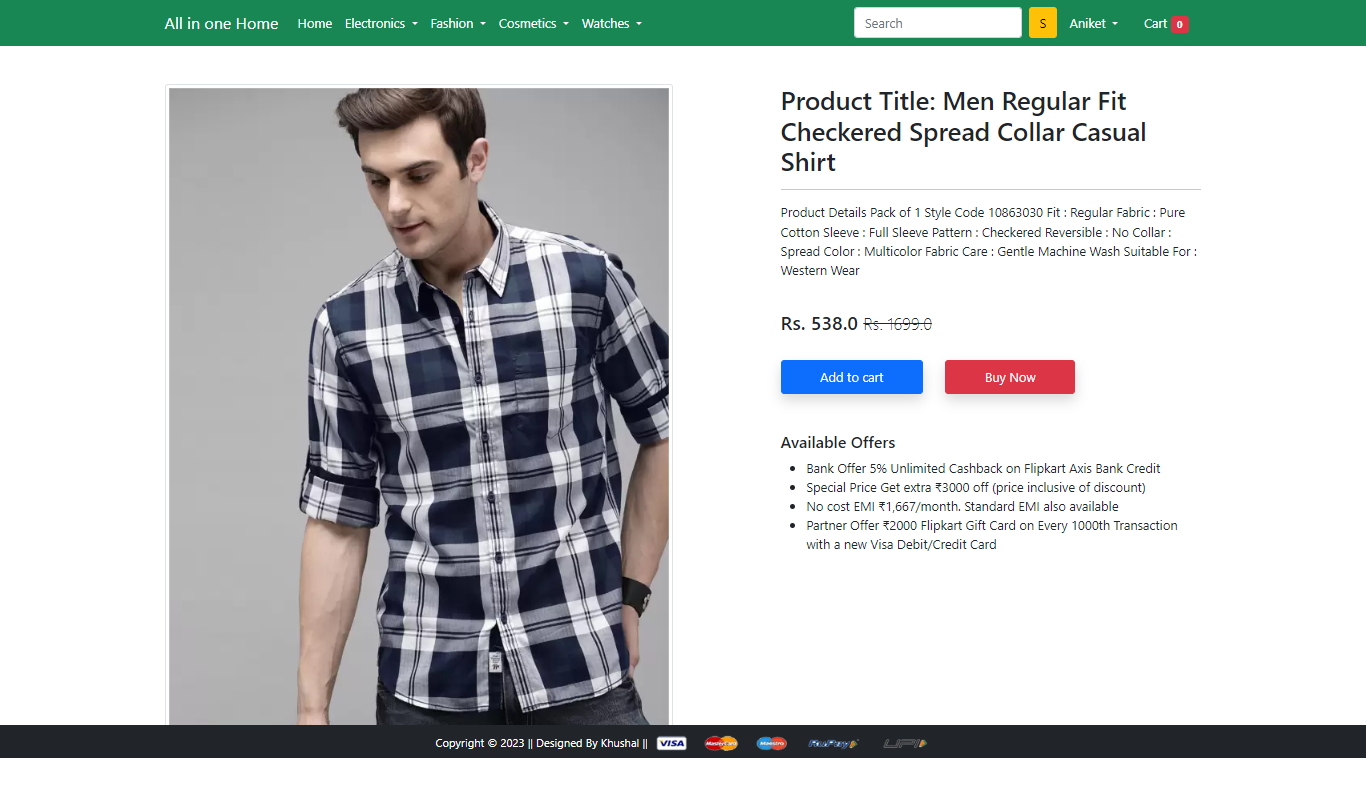 All in one Home Home Electronics Fashion Cosmetics Watches Search S Aniket Cart 0
Product Title: Men Regular Fit
Checkered Spread Collar Casual
Shirt
Product Details Pack of 1 Style Code 10863030 Fit : Regular Fabric : Pure
Cotton Sleeve : Full Sleeve Pattern : Checkered Reversible : No Collar :
Spread Color : Multicolor Fabric Care : Gentle Machine Wash Suitable For :
Western Wear
Rs. 538.0 Rs. 1699.0
Add to cart Buy Now
Available Offers
Bank Offer 5% Unlimited Cashback on Flipkart Axis Bank Credit
Special Price Get extra ₹3000 off (price inclusive of discount)
No cost EMI ₹1,667/month. Standard EMI also available
Partner Offer ₹2000 Flipkart Gift Card on Every 1000th Transaction
with a new Visa Debit/Credit Card
Copyright © 2023 || Designed By Khushal || VISA MasterCard Maestro RuPay UPI